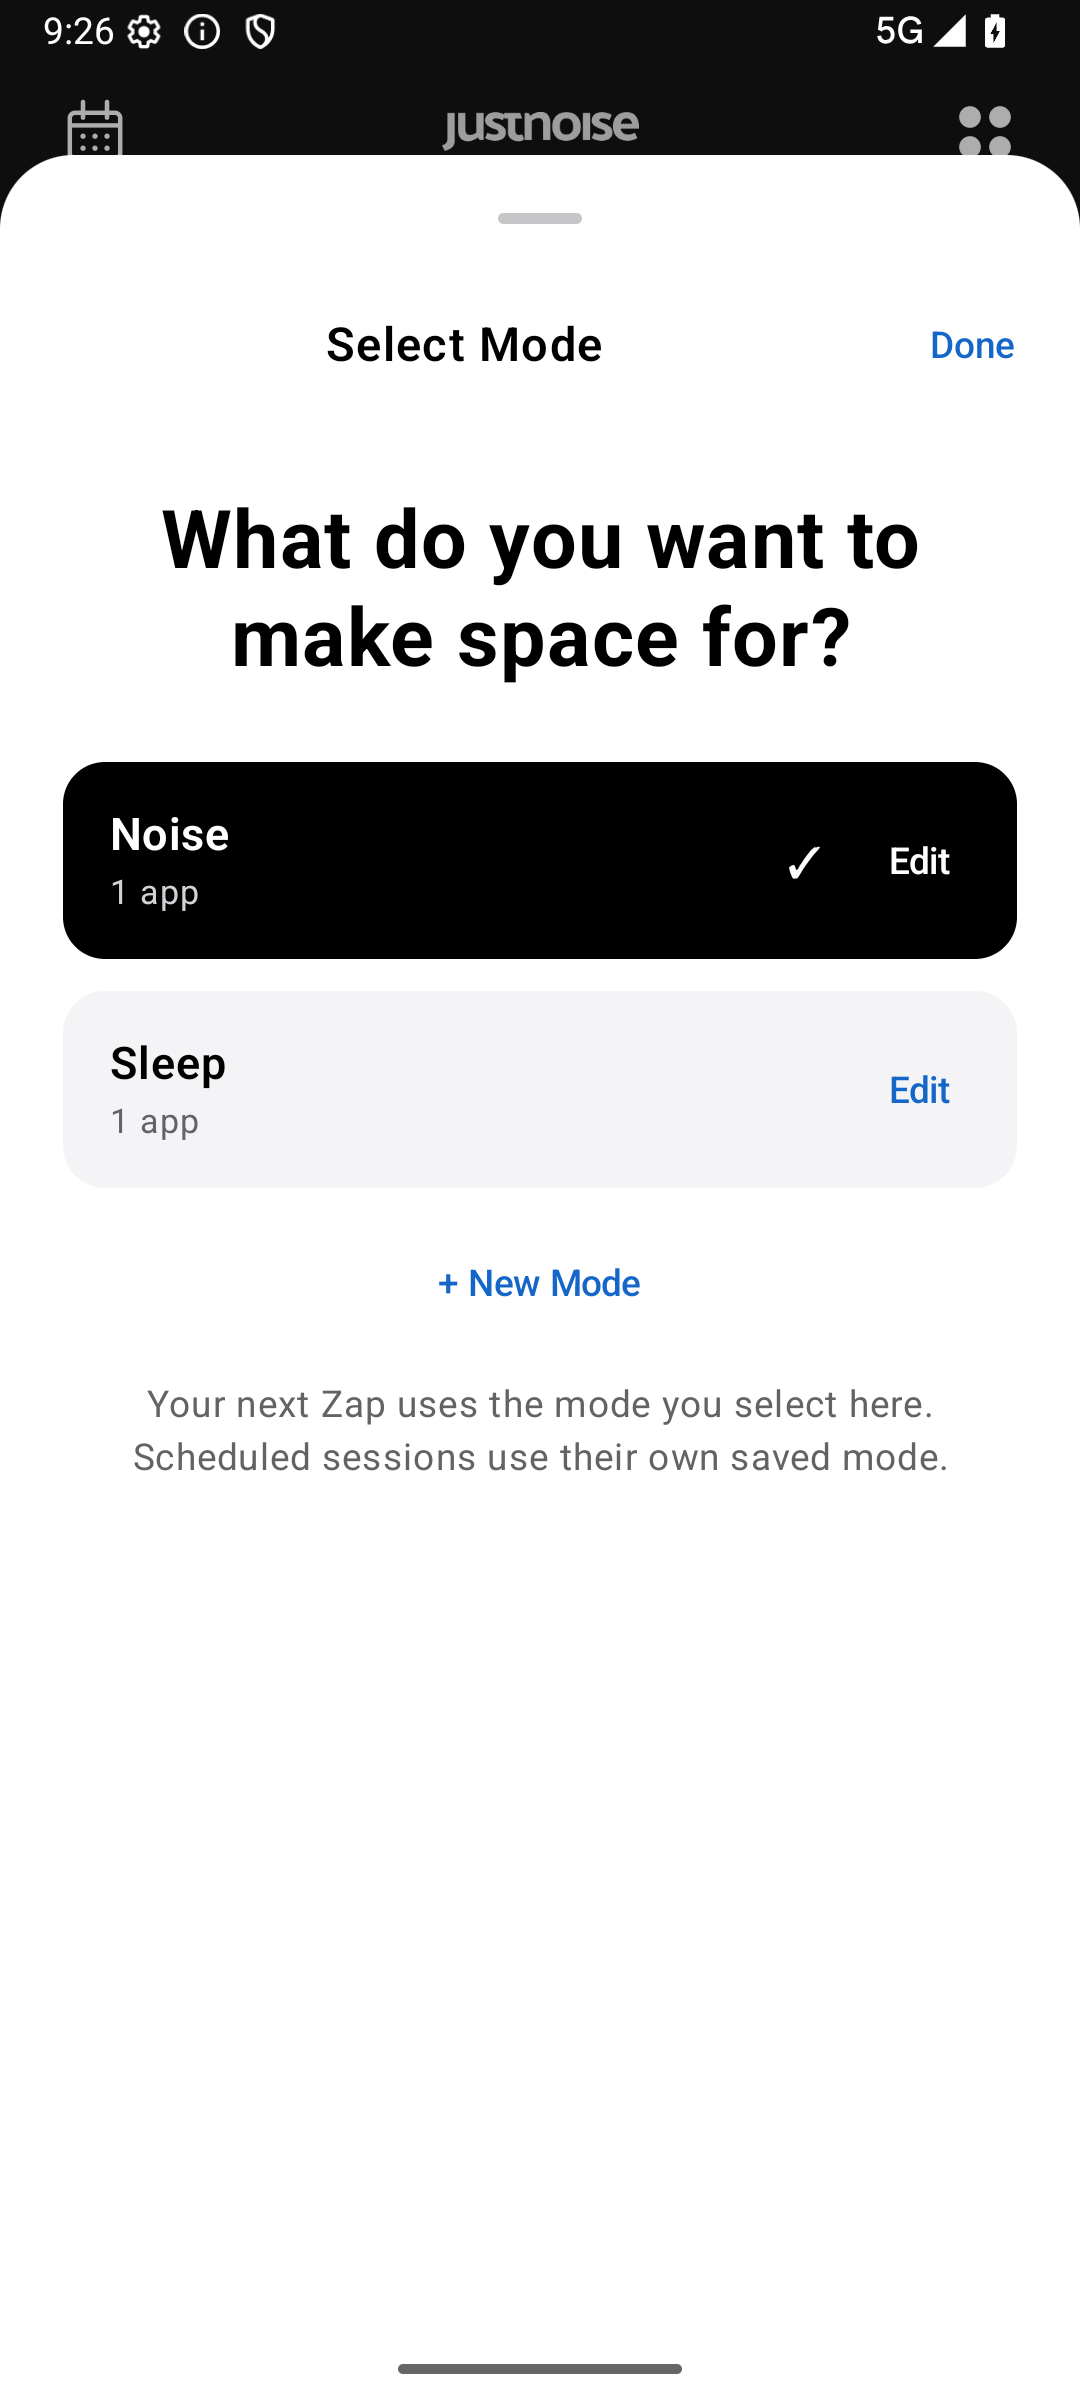 9:26
5G
justnoise
Select Mode
Done
What do you want to
make space for?
Noise
1 app
✓
Edit
Sleep
1 app
Edit
+ New Mode
Your next Zap uses the mode you select here.
Scheduled sessions use their own saved mode.